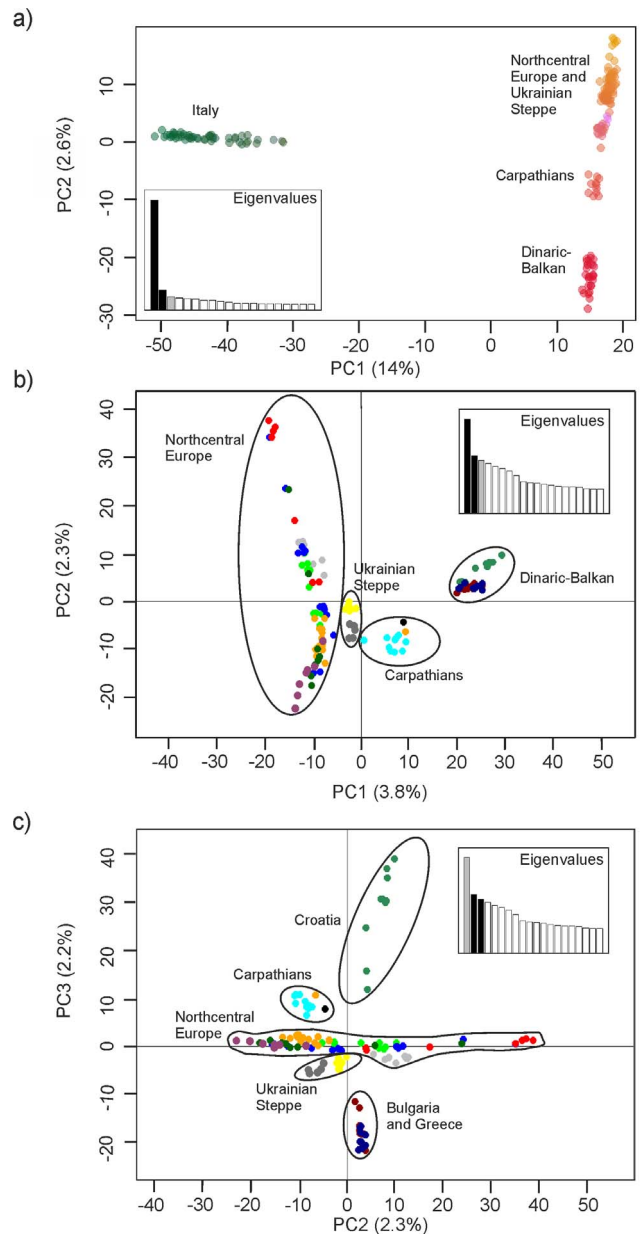 a)
Northcentral
Europe and
Ukrainian
Steppe
Italy
Carpathians
Dinaric-
Balkan
Eigenvalues
PC2 (2.6%)
10
0
-10
-20
-30
-50 -40 -30 -20 -10 0 10 20
PC1 (14%)
b)
Northcentral
Europe
Eigenvalues
Ukrainian
Steppe
Dinaric-Balkan
Carpathians
PC2 (2.3%)
40
30
20
10
0
-10
-20
-40 -30 -20 -10 0 10 20 30 40 50
PC1 (3.8%)
c)
Eigenvalues
Croatia
Carpathians
Northcentral
Europe
Ukrainian
Steppe
Bulgaria
and Greece
PC3 (2.2%)
40
30
20
10
0
-10
-20
-40 -30 -20 -10 0 10 20 30 40 50
PC2 (2.3%)